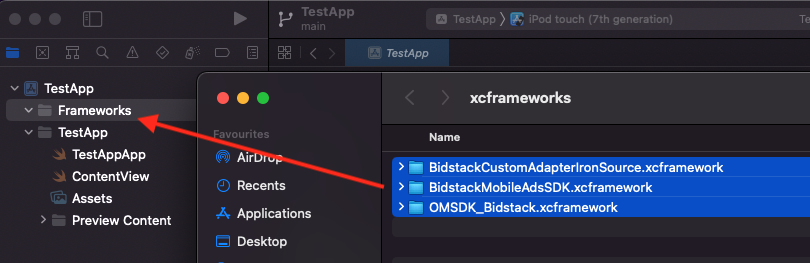 TestApp
main
TestApp
iPod touch (7th generation)
Te
TestApp
TestApp
Frameworks
TestApp
TestAppApp
ContentView
Assets
Preview Content
xcframeworks
Favourites
AirDrop
Recents
Applications
Desktop
Name
BidstackCustomAdapterIronSource.xcframework
BidstackMobileAdsSDK.xcframework
OMSDK_Bidstack.xcframework